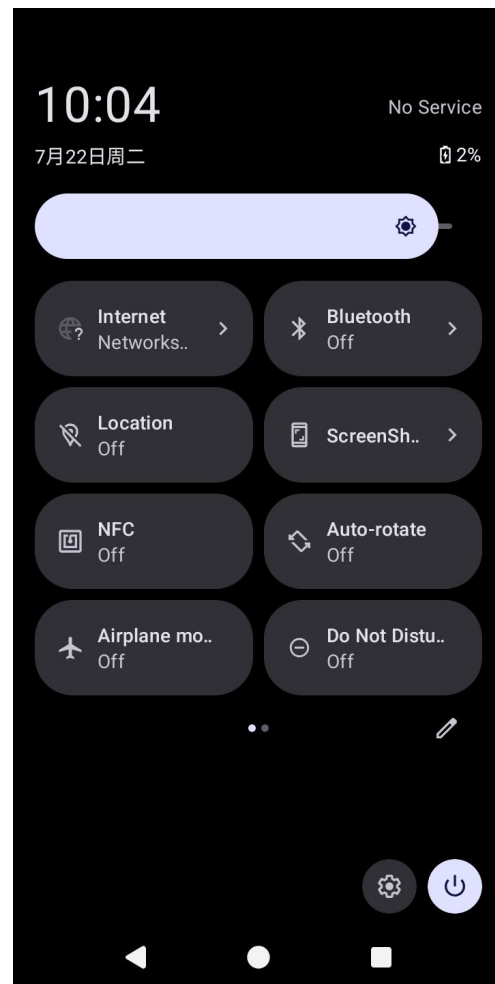 10:04
No Service
7月22日周二
2%
Internet
Networks..
Bluetooth
Off
Location
Off
ScreenSh..
NFC
Off
Auto-rotate
Off
Airplane mo..
Off
Do Not Distu..
Off